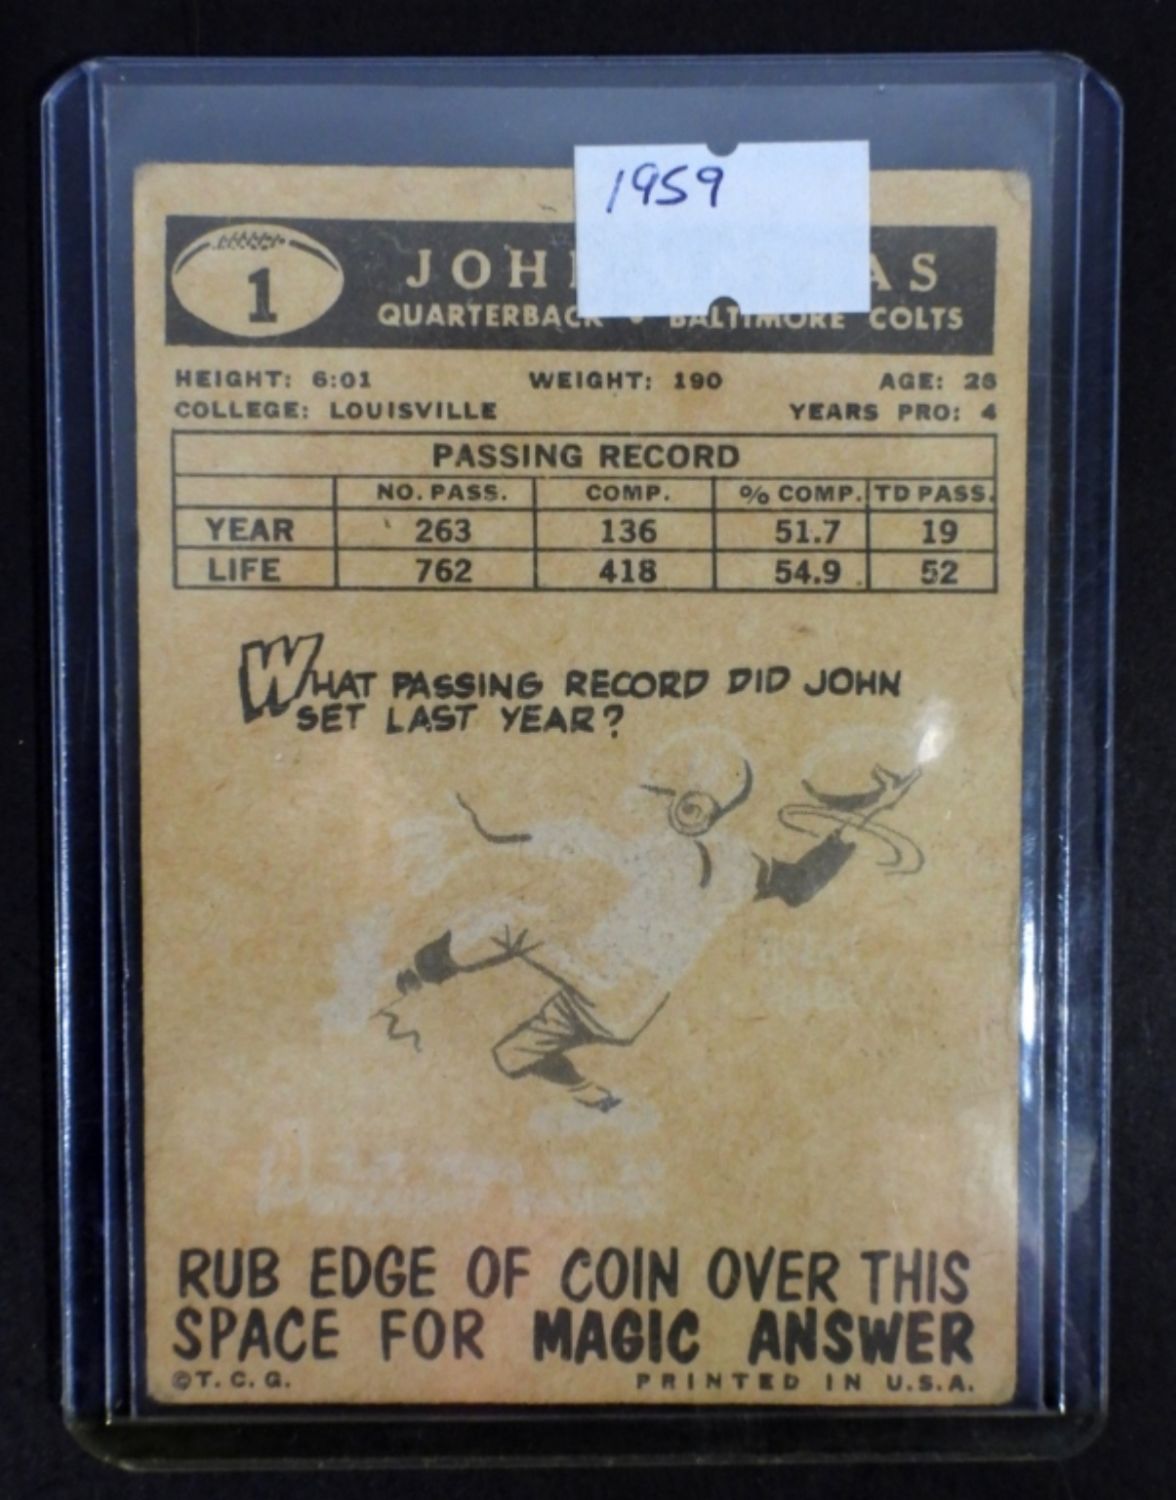 1959
1
JOH AS
QUARTERBACK • BALTIMORE COLTS
HEIGHT: 6:01 WEIGHT: 190 AGE: 26
COLLEGE: LOUISVILLE YEARS PRO: 4
PASSING RECORD
NO. PASS. COMP. % COMP. TD PASS.
YEAR 263 136 51.7 19
LIFE 762 418 54.9 52
WHAT PASSING RECORD DID JOHN
SET LAST YEAR?
RUB EDGE OF COIN OVER THIS
SPACE FOR MAGIC ANSWER
©T.C.G. PRINTED IN U.S.A.